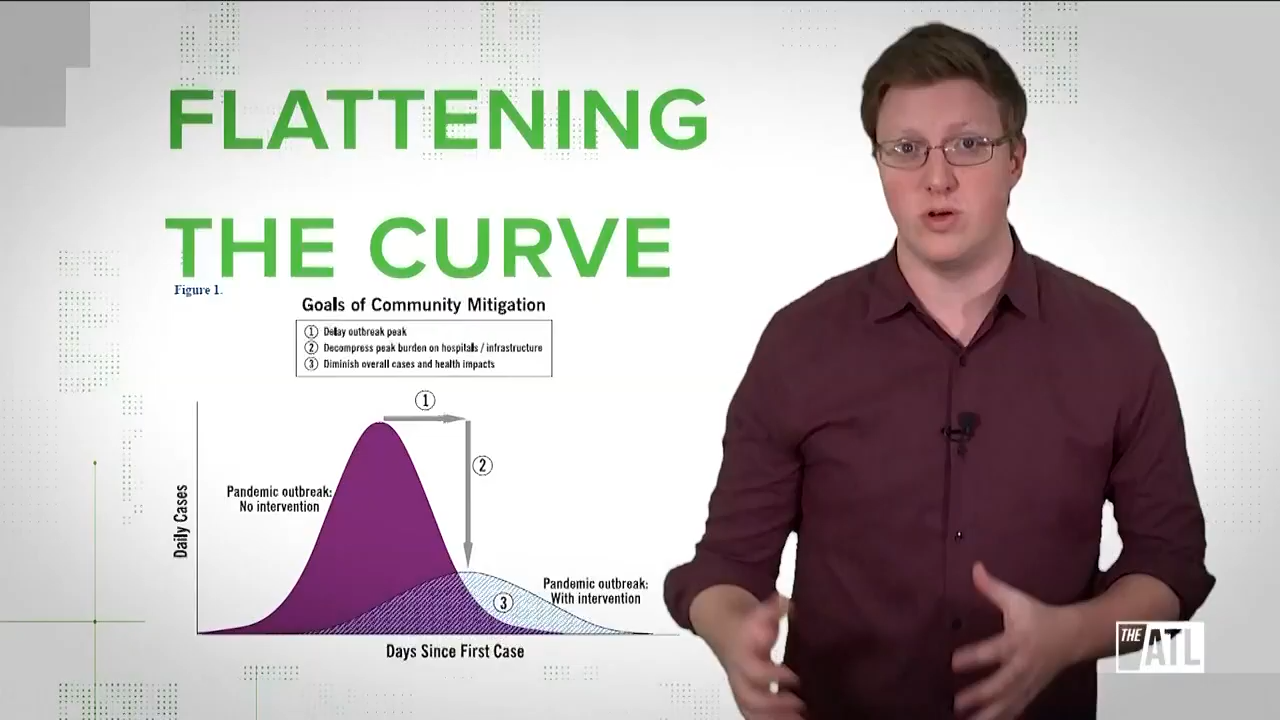 FLATTENING
THE CURVE
Figure 1.
Goals of Community Mitigation
① Delay outbreak peak
② Decompress peak burden on hospitals / infrastructure
③ Diminish overall cases and health impacts
①
②
Pandemic outbreak:
No intervention
Daily Cases
Pandemic outbreak:
With intervention
③
Days Since First Case
THE ATL